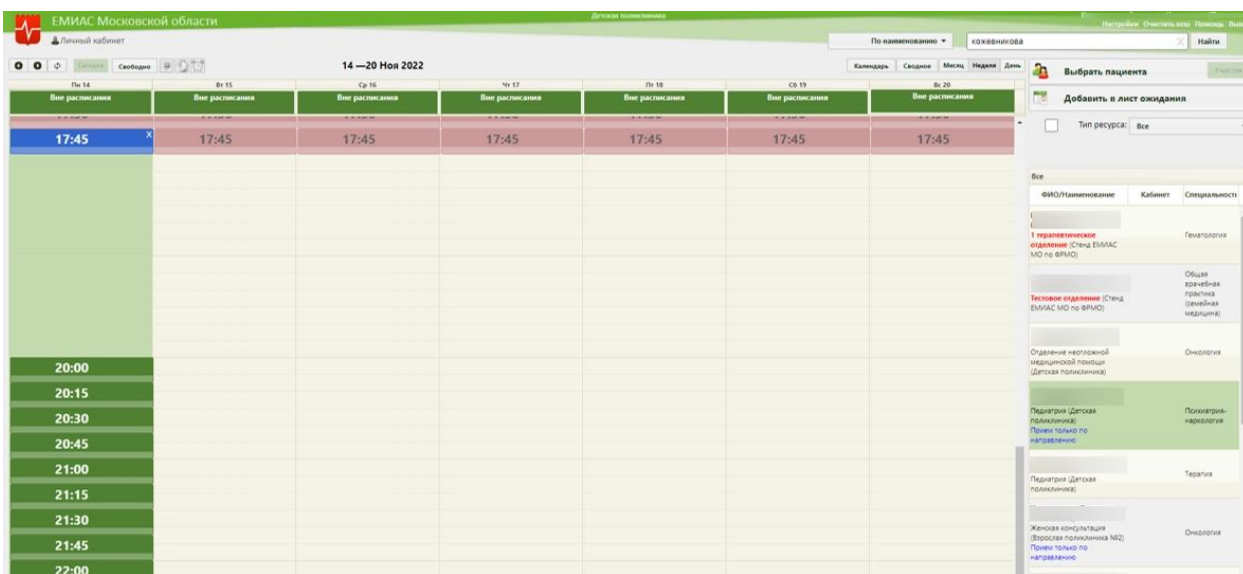 Детская поликлиника
ЕМИАС Московской области
Настройки Очистить кеш Помощь
Личный кабинет
По наименованию
кожевникова
X
Найти
Сегодня Свободно
14 —20 Ноя 2022
Календарь Сводное Месяц Неделя День
Выбрать пациента
Пн 14 Вт 15 Ср 16 Чт 17 Пт 18 Сб 19 Вс 20
Вне расписания Вне расписания Вне расписания Вне расписания Вне расписания Вне расписания Вне расписания
Добавить в лист ожидания
Тип ресурса: Все
17:45 X 17:45 17:45 17:45 17:45 17:45 17:45
Все
ФИО/Наименование Кабинет Специальност
1 терапевтическое
отделение (Стенд ЕМИАС
МО по ФРМО)
Гематология
Тестовое отделение (Стенд
ЕМИАС МО по ФРМО)
Общая
врачебная
практика
(семейная
медицина)
Отделение неотложной
медицинской помощи
(Детская поликлиника)
Онкология
Педиатрия (Детская
поликлиника)
Прием только по
направлению
Психиатрия-
наркология
Педиатрия (Детская
поликлиника)
Терапия
Женская консультация
(Взрослая поликлиника №2)
Прием только по
направлению
Онкология
20:00
20:15
20:30
20:45
21:00
21:15
21:30
21:45
22:00